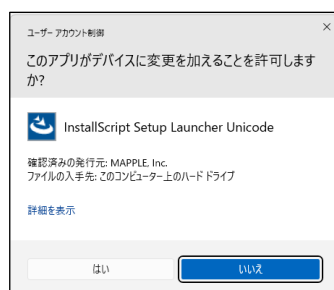 ユーザー アカウント制御
×
このアプリがデバイスに変更を加えることを許可します
か?
InstallScript Setup Launcher Unicode
確認済みの発行元: MAPPLE, Inc.
ファイルの入手先: このコンピューター上のハード ドライブ
詳細を表示
はい
いいえ